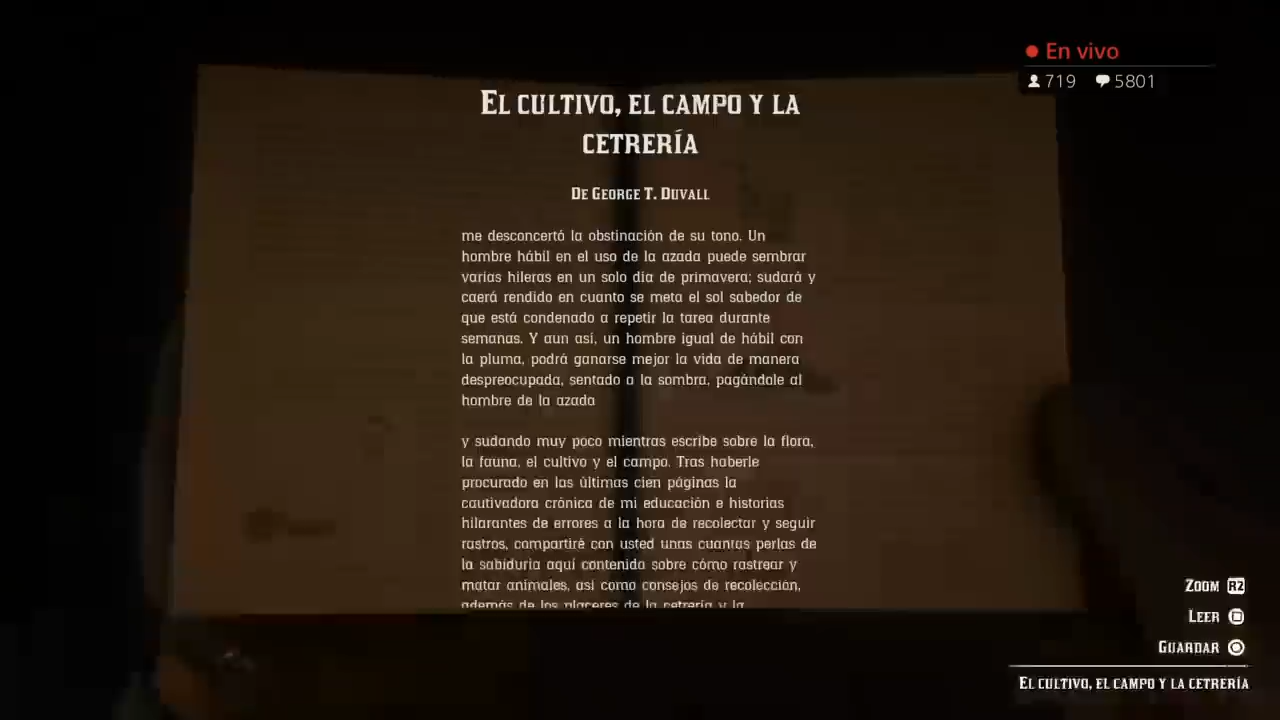 En vivo
719 5801
El cultivo, el campo y la
cetrería
De George T. Duvall
me desconcertó la obstinación de su tono. Un
hombre hábil en el uso de la azada puede sembrar
varias hileras en un solo día de primavera; sudará y
caerá rendido en cuanto se meta el sol sabedor de
que está condenado a repetir la tarea durante
semanas. Y aun así, un hombre igual de hábil con
la pluma, podrá ganarse mejor la vida de manera
despreocupada, sentado a la sombra, pagándole al
hombre de la azada
y sudando muy poco mientras escribe sobre la flora,
la fauna, el cultivo y el campo. Tras haberle
procurado en las últimas cien páginas la
cautivadora crónica de mi educación e historias
hilarantes de errores a la hora de recolectar y seguir
rastros, compartiré con usted unas cuantas perlas de
la sabiduría aquí contenida sobre cómo rastrear y
matar animales, así como consejos de recolección,
además de los placeres de la cetrería y la
Zoom R2
Leer
Guardar
El cultivo, el campo y la cetrería